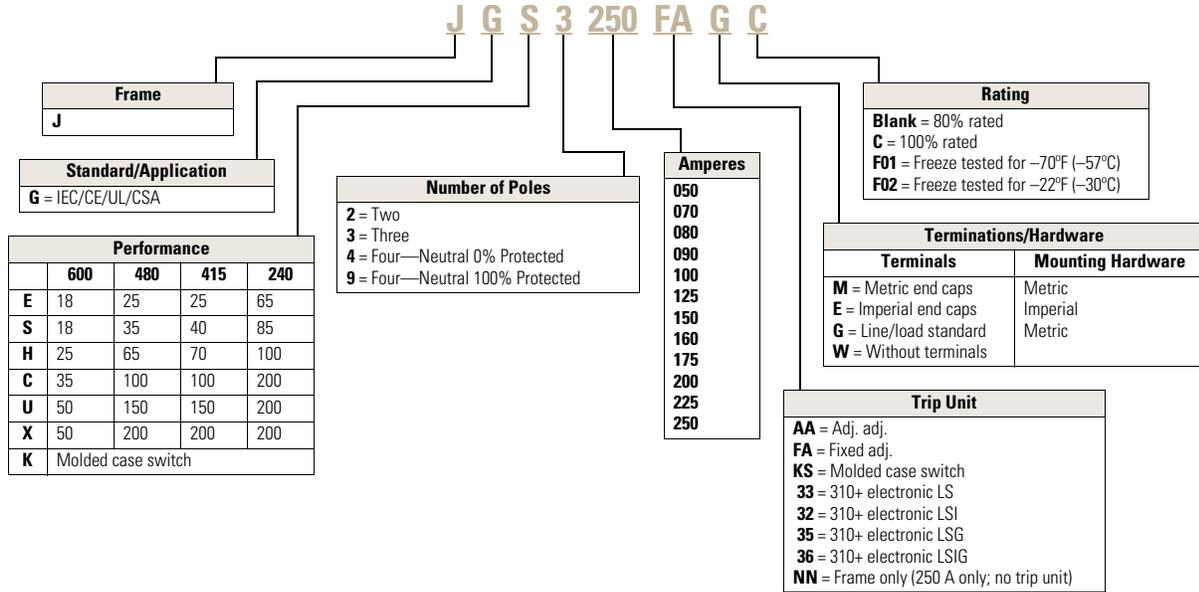 J G S 3 250 FA G C
Frame
J
Standard/Application
G = IEC/CE/UL/CSA
Performance
600 480 415 240
E 18 25 25 65
S 18 35 40 85
H 25 65 70 100
C 35 100 100 200
U 50 150 150 200
X 50 200 200 200
K Molded case switch
Number of Poles
2 = Two
3 = Three
4 = Four—Neutral 0% Protected
9 = Four—Neutral 100% Protected
Amperes
050
070
080
090
100
125
150
160
175
200
225
250
Rating
Blank = 80% rated
C = 100% rated
F01 = Freeze tested for –70ºF (–57ºC)
F02 = Freeze tested for –22ºF (–30ºC)
Terminations/Hardware
Terminals Mounting Hardware
M = Metric end caps Metric
E = Imperial end caps Imperial
G = Line/load standard Metric
W = Without terminals
Trip Unit
AA = Adj. adj.
FA = Fixed adj.
KS = Molded case switch
33 = 310+ electronic LS
32 = 310+ electronic LSI
35 = 310+ electronic LSG
36 = 310+ electronic LSIG
NN = Frame only (250 A only; no trip unit)